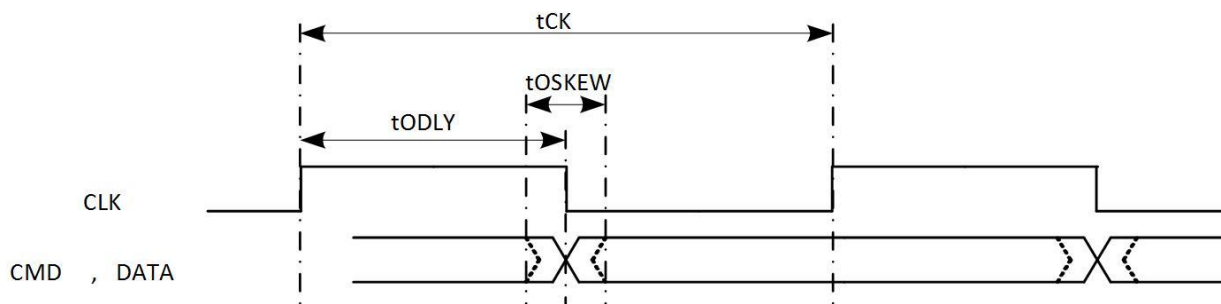 tCK
tOSKEW
tODLY
CLK
CMD , DATA